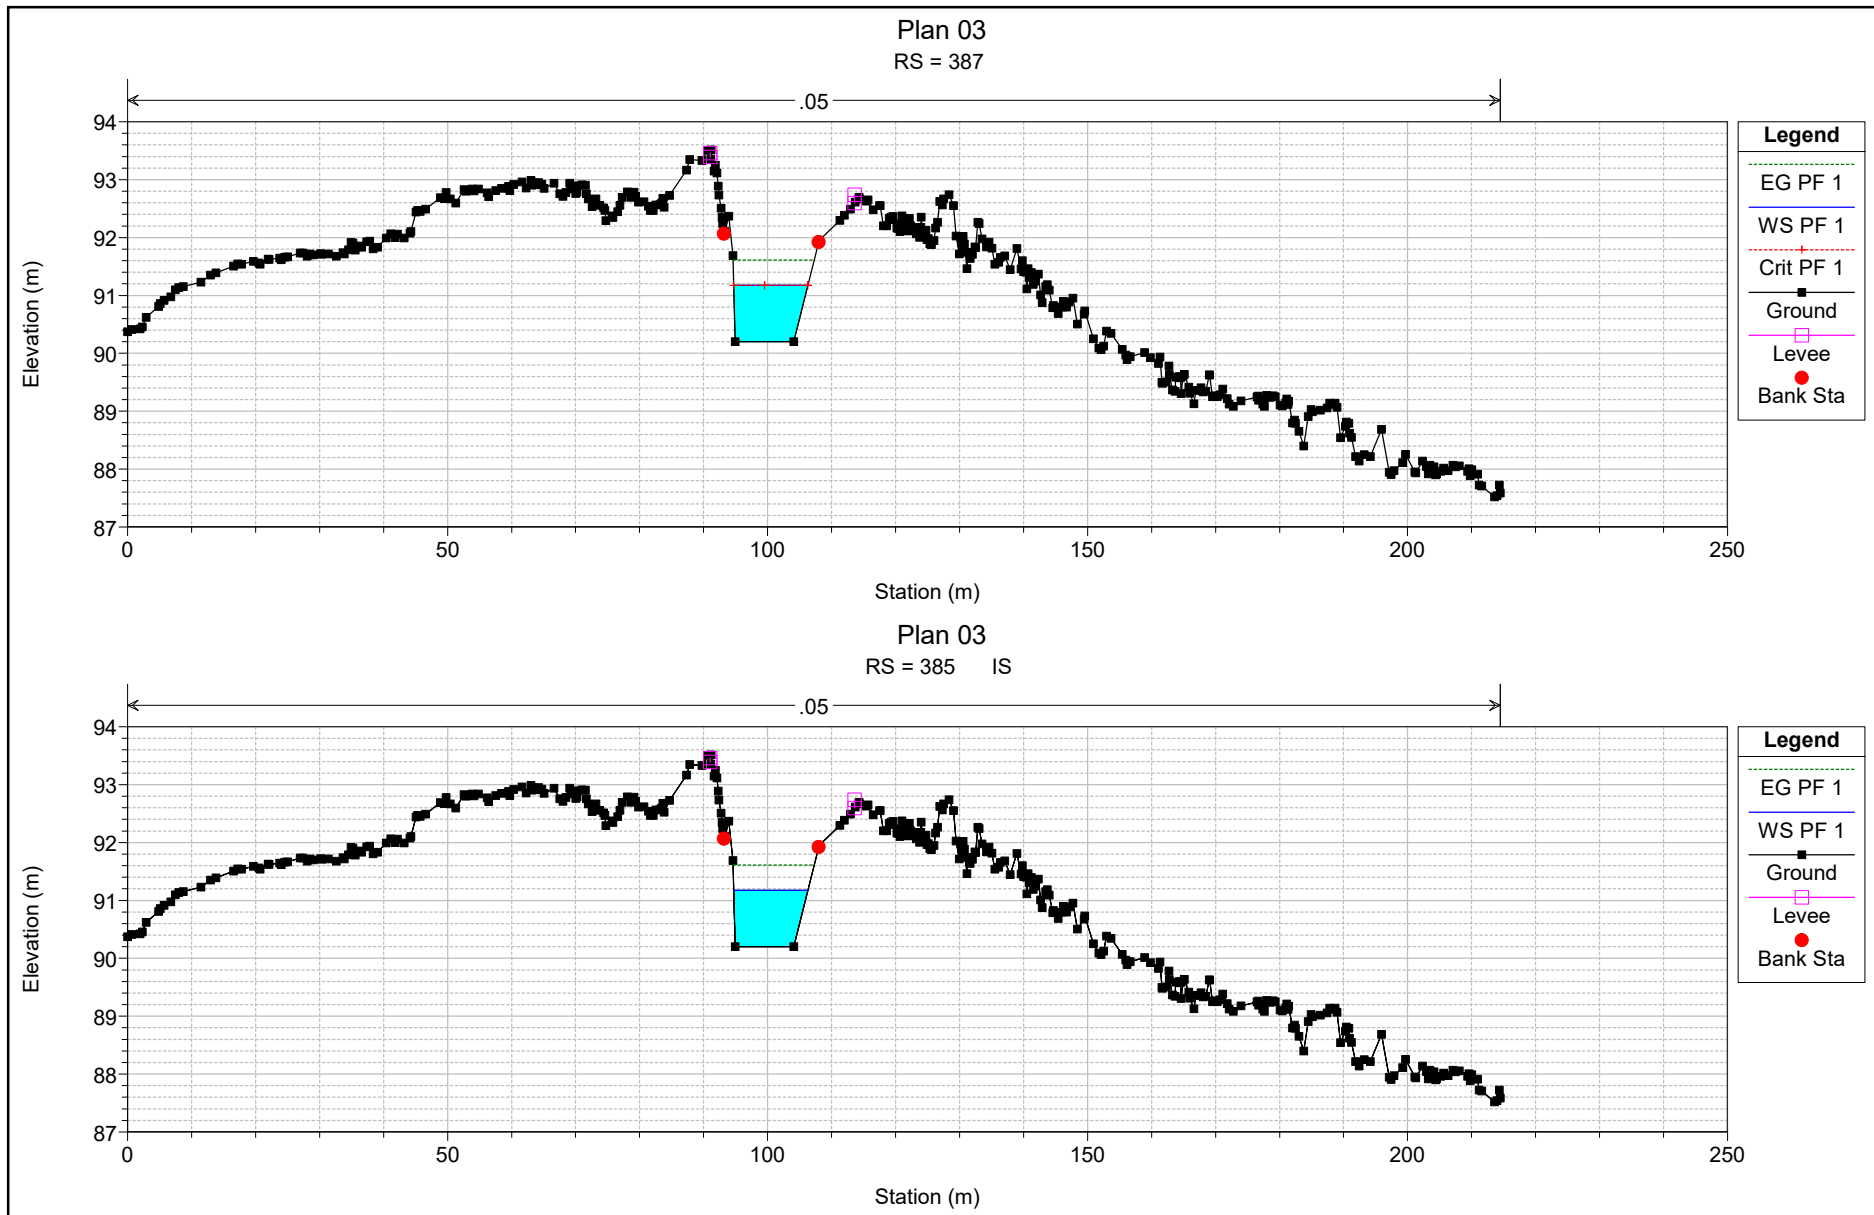 Plan 03
RS = 387
.05
94
93
92
91
90
89
88
87
0 50 100 150 200 250
Elevation (m)
Station (m)
Legend
EG PF 1
WS PF 1
Crit PF 1
Ground
Levee
Bank Sta
Plan 03
RS = 385 IS
.05
94
93
92
91
90
89
88
87
0 50 100 150 200 250
Elevation (m)
Station (m)
Legend
EG PF 1
WS PF 1
Ground
Levee
Bank Sta